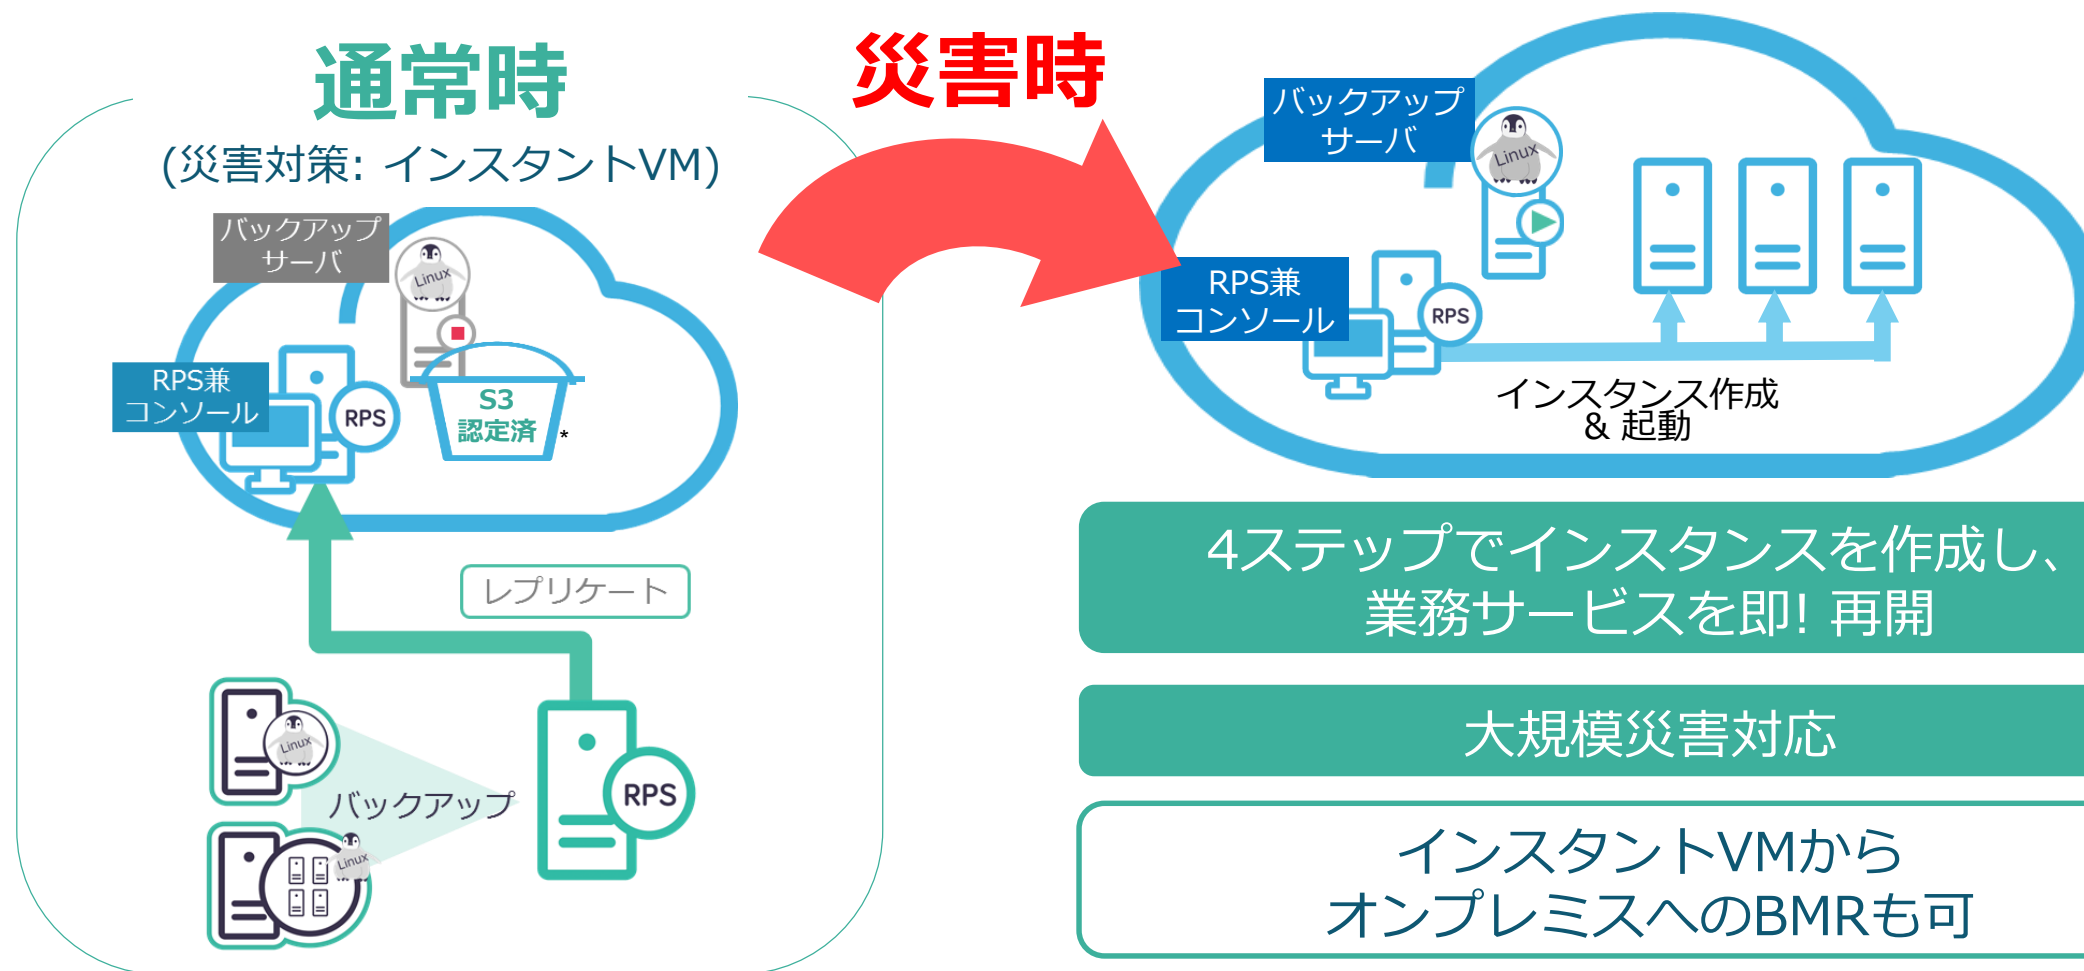 通常時
(災害対策: インスタントVM)
バックアップ
サーバ
Linux
RPS兼
コンソール
RPS
S3
認定済
*
レプリケート
Linux
バックアップ
Linux
RPS
災害時
バックアップ
サーバ
Linux
RPS兼
コンソール
RPS
インスタンス作成
& 起動
4ステップでインスタンスを作成し、
業務サービスを即! 再開
大規模災害対応
インスタントVMから
オンプレミスへのBMRも可